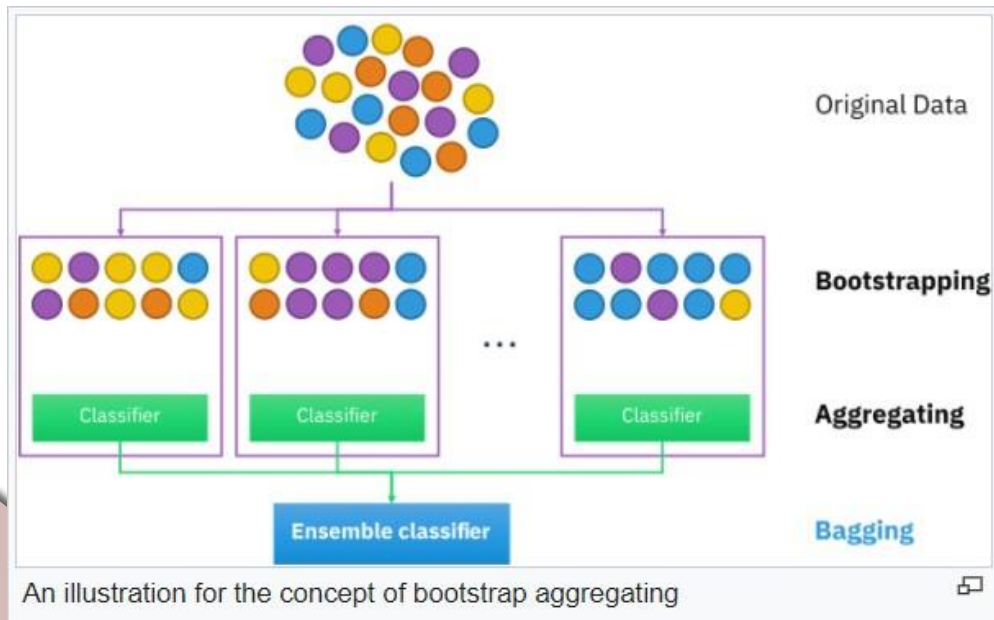 Original Data
Bootstrapping
...
Classifier
Classifier
Classifier
Aggregating
Ensemble classifier
Bagging
An illustration for the concept of bootstrap aggregating